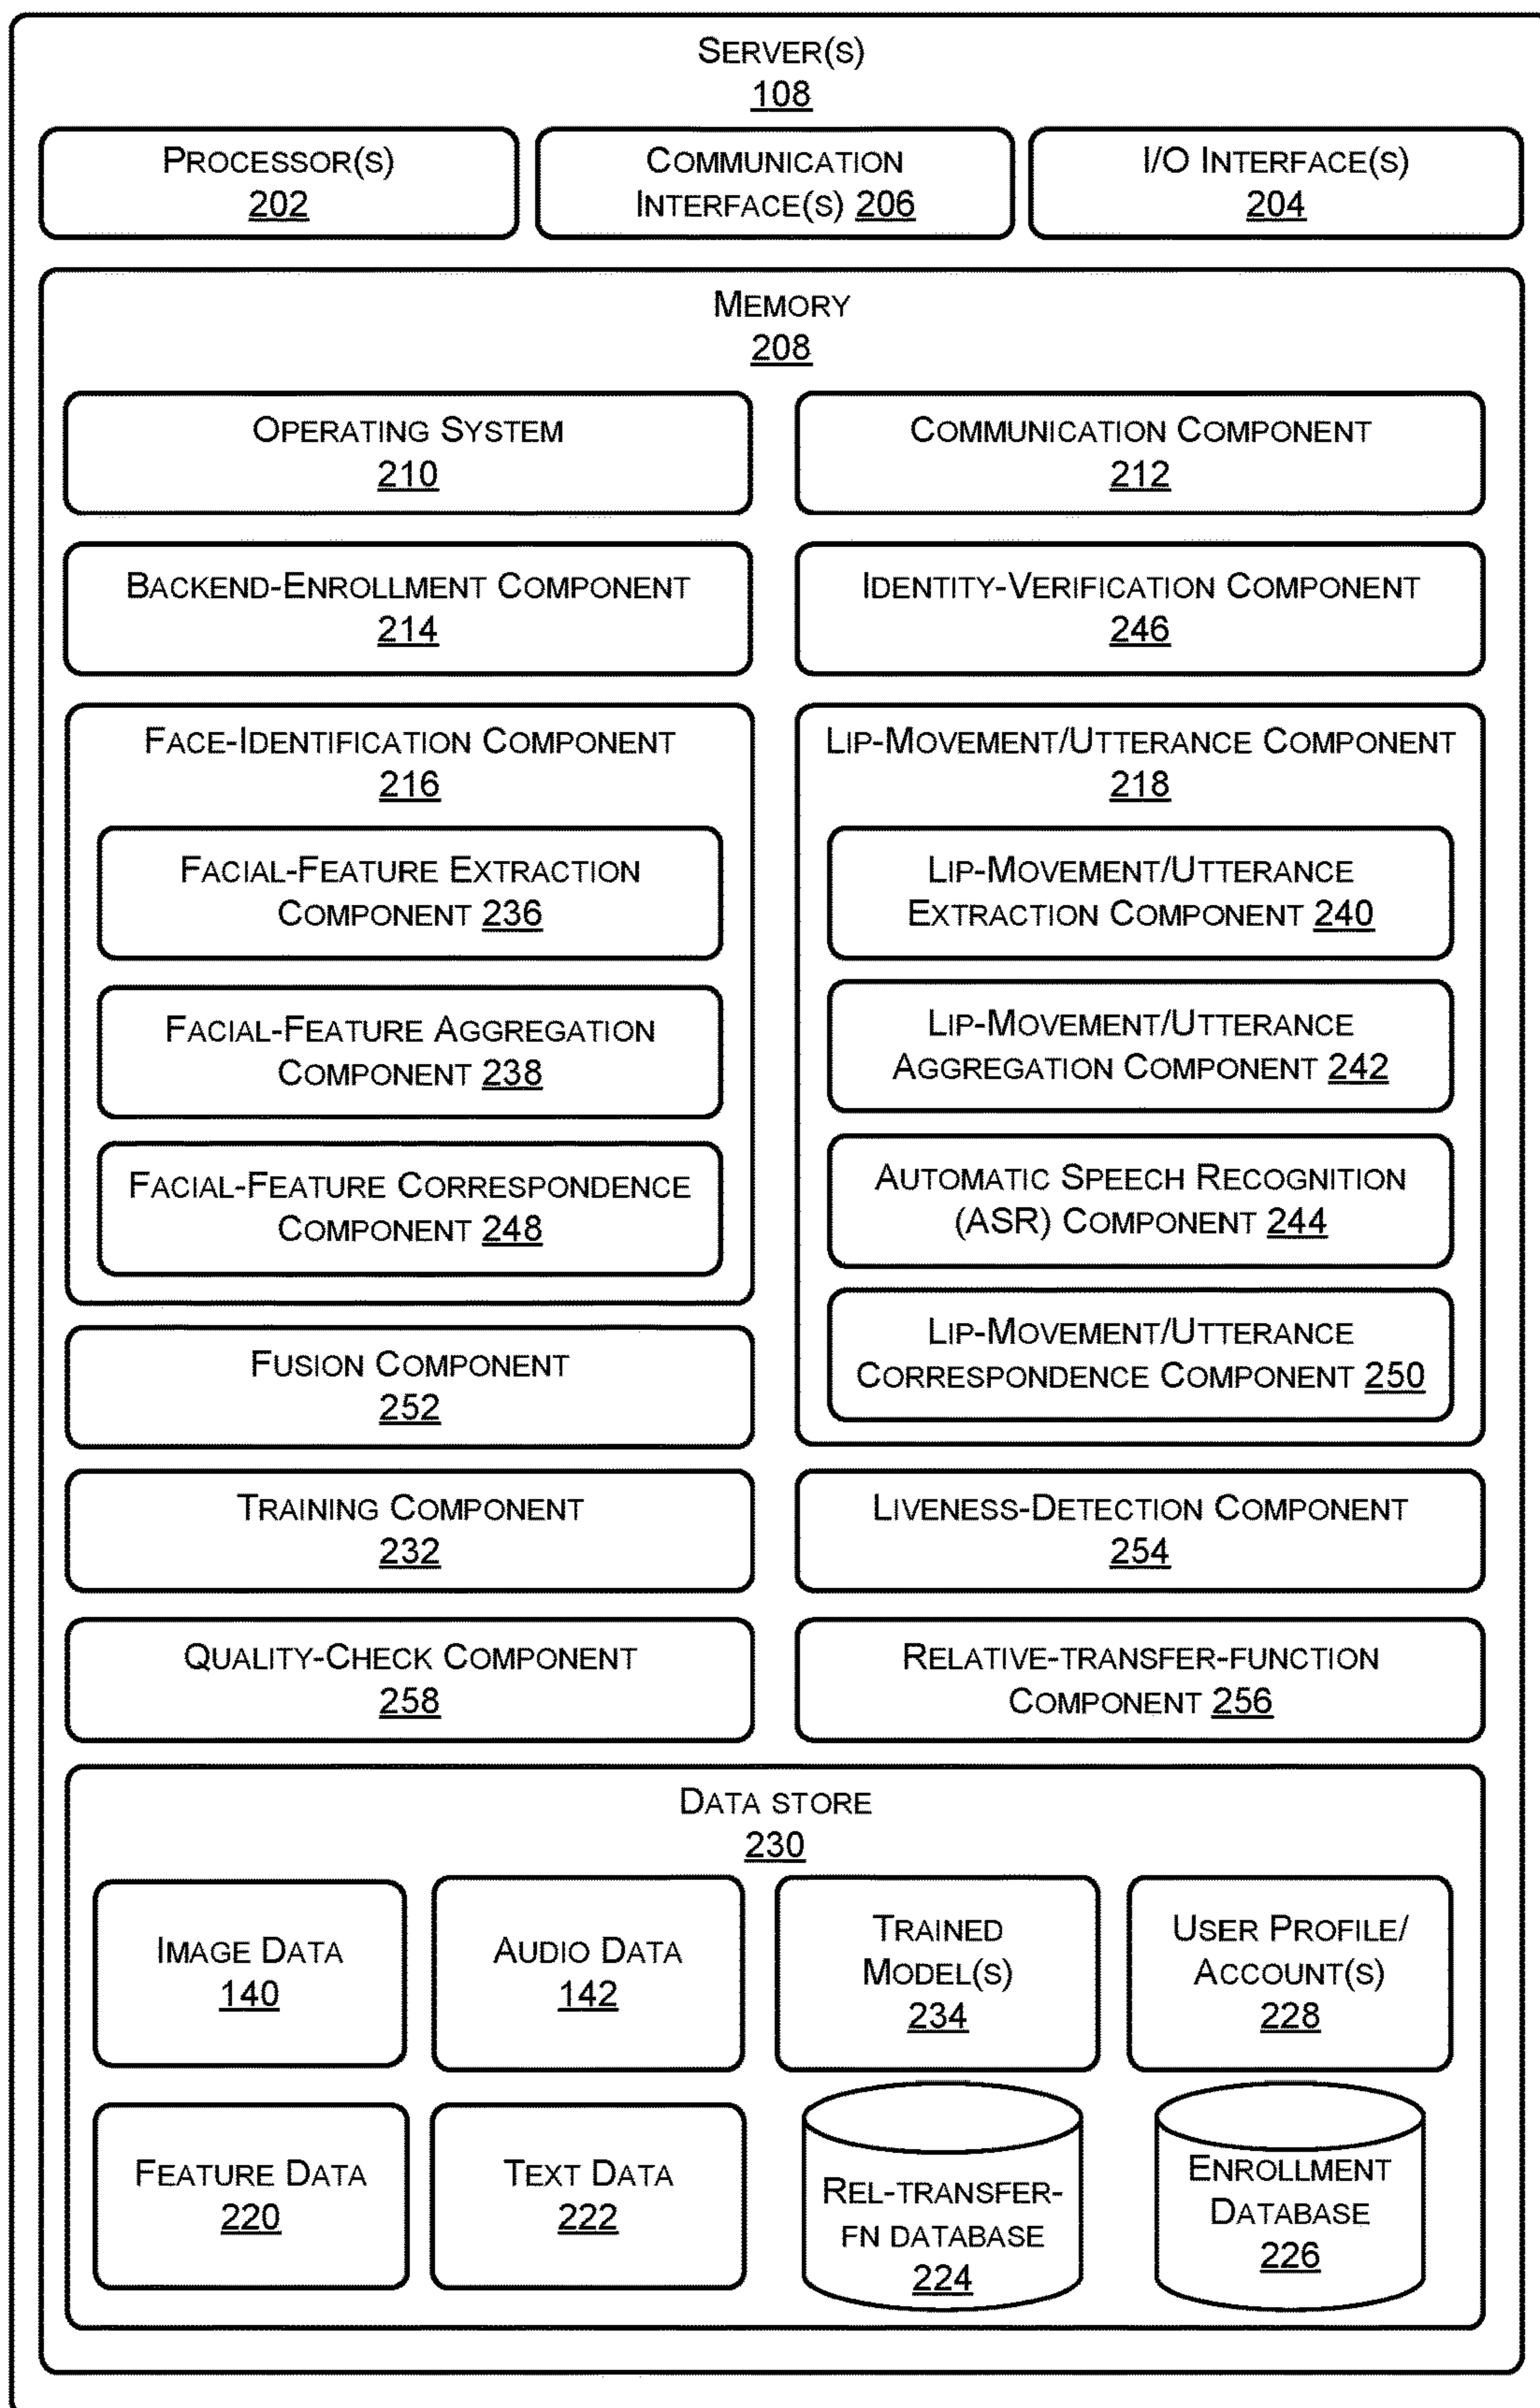 SERVER(S)
108
PROCESSOR(S)
202
COMMUNICATION
INTERFACE(S) 206
I/O INTERFACE(S)
204
MEMORY
208
OPERATING SYSTEM
210
COMMUNICATION COMPONENT
212
BACKEND-ENROLLMENT COMPONENT
214
IDENTITY-VERIFICATION COMPONENT
246
FACE-IDENTIFICATION COMPONENT
216
FACIAL-FEATURE EXTRACTION
COMPONENT 236
FACIAL-FEATURE AGGREGATION
COMPONENT 238
FACIAL-FEATURE CORRESPONDENCE
COMPONENT 248
LIP-MOVEMENT/UTTERANCE COMPONENT
218
LIP-MOVEMENT/UTTERANCE
EXTRACTION COMPONENT 240
LIP-MOVEMENT/UTTERANCE
AGGREGATION COMPONENT 242
AUTOMATIC SPEECH RECOGNITION
(ASR) COMPONENT 244
LIP-MOVEMENT/UTTERANCE
CORRESPONDENCE COMPONENT 250
FUSION COMPONENT
252
TRAINING COMPONENT
232
LIVENESS-DETECTION COMPONENT
254
QUALITY-CHECK COMPONENT
258
RELATIVE-TRANSFER-FUNCTION
COMPONENT 256
DATA STORE
230
IMAGE DATA
140
AUDIO DATA
142
TRAINED
MODEL(S)
234
USER PROFILE/
ACCOUNT(S)
228
FEATURE DATA
220
TEXT DATA
222
REL-TRANSFER-
FN DATABASE
224
ENROLLMENT
DATABASE
226